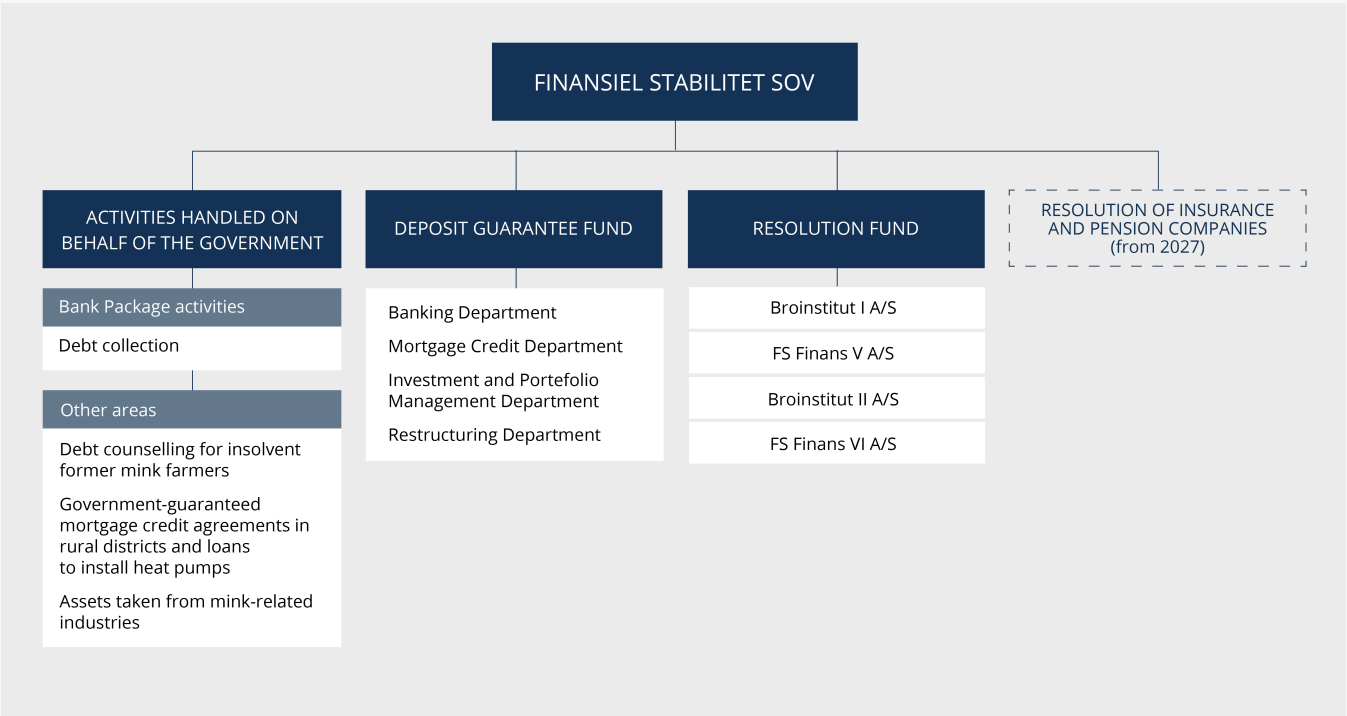 FINANSIEL STABILITET SOV
ACTIVITIES HANDLED ON
BEHALF OF THE GOVERNMENT
Bank Package activities
Debt collection
Other areas
Debt counselling for insolvent
former mink farmers
Government-guaranteed
mortgage credit agreements in
rural districts and loans
to install heat pumps
Assets taken from mink-related
industries
DEPOSIT GUARANTEE FUND
Banking Department
Mortgage Credit Department
Investment and Portefolio
Management Department
Restructuring Department
RESOLUTION FUND
Broinstitut I A/S
FS Finans V A/S
Broinstitut II A/S
FS Finans VI A/S
RESOLUTION OF INSURANCE
AND PENSION COMPANIES
(from 2027)